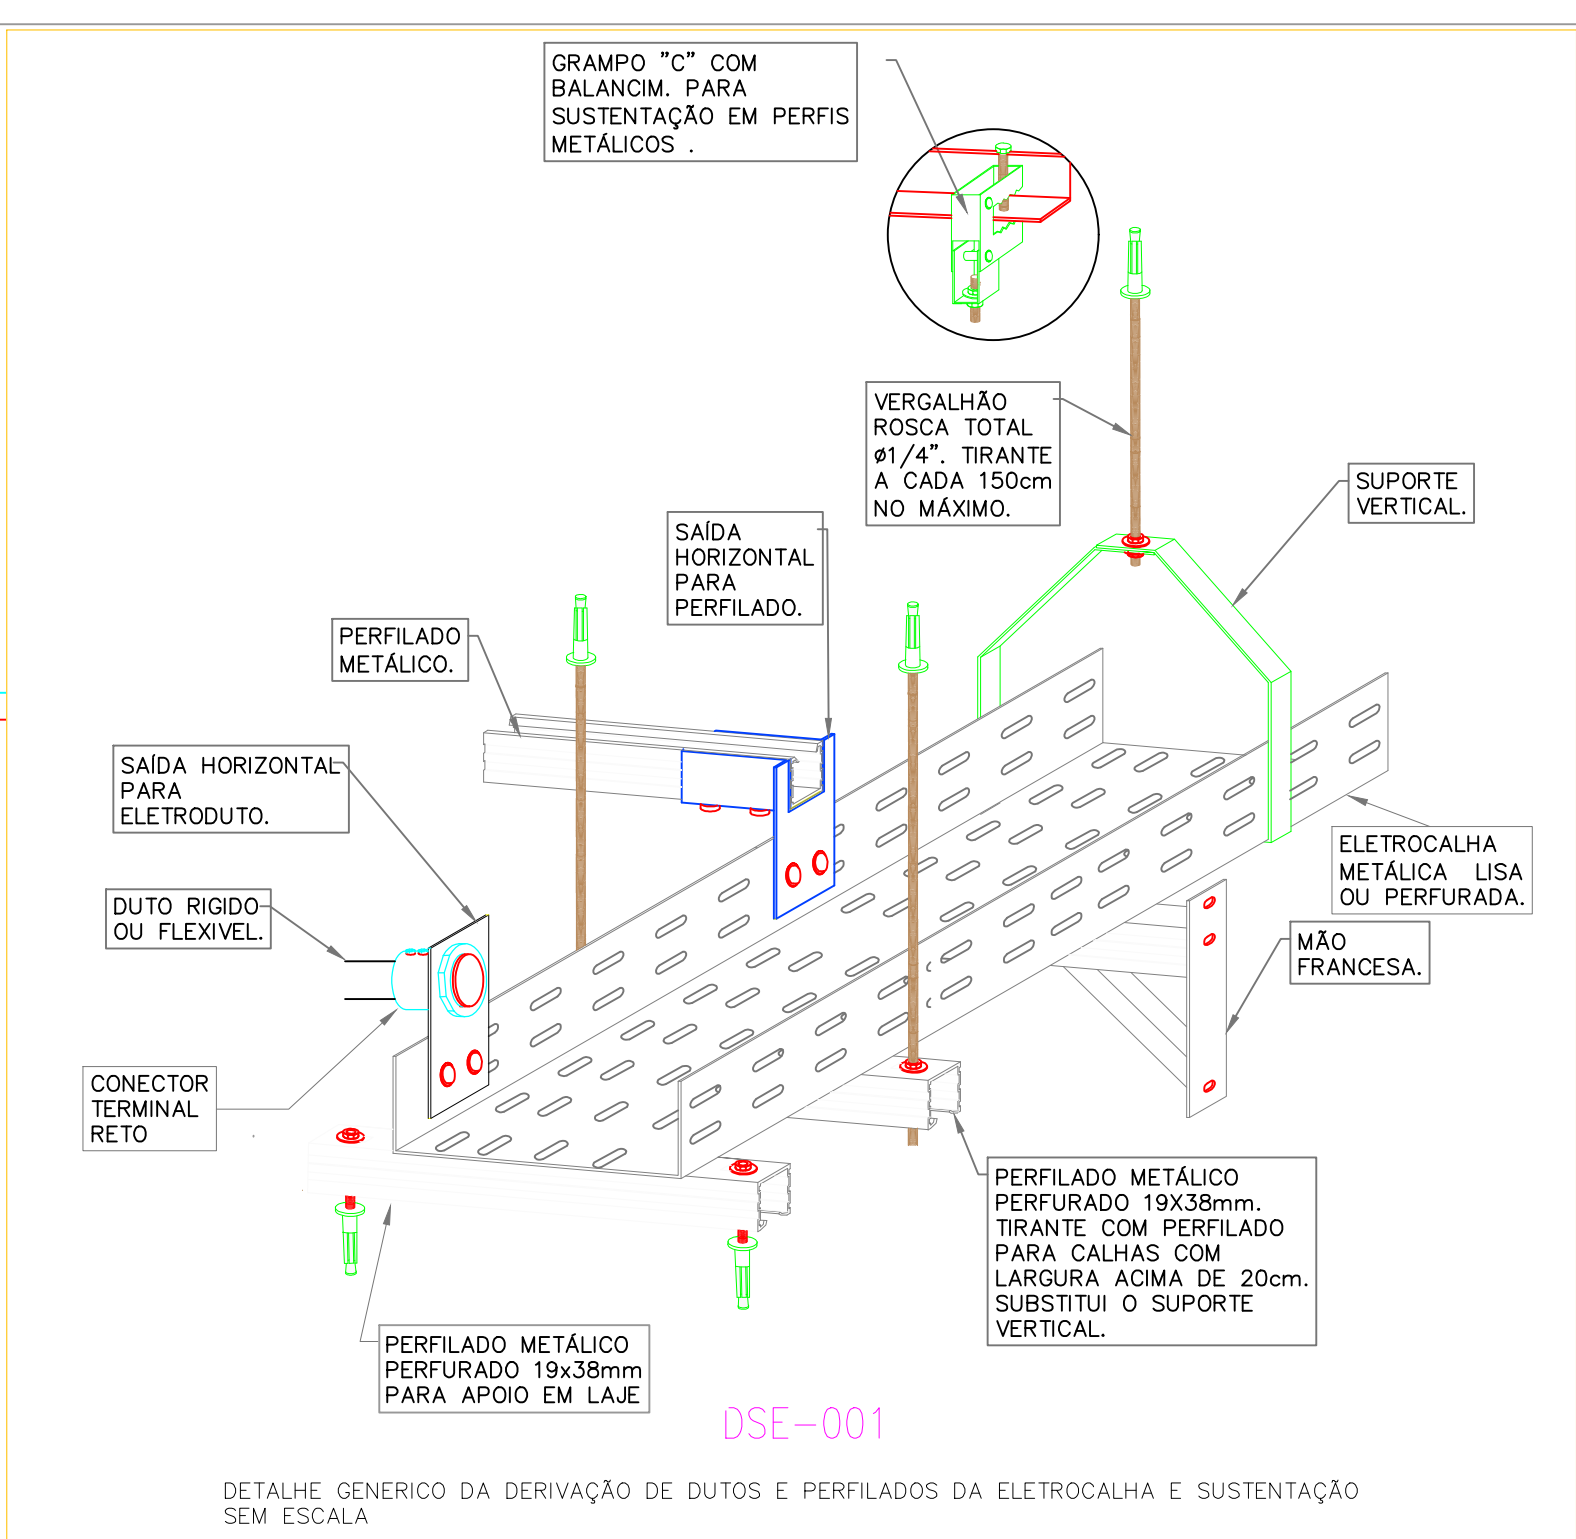 GRAMPO "C" COM
BALANCIM. PARA
SUSTENTAÇÃO EM PERFIS
METÁLICOS .
VERGALHÃO
ROSCA TOTAL
ø1/4". TIRANTE
A CADA 150cm
NO MÁXIMO.
SUPORTE
VERTICAL.
SAÍDA
HORIZONTAL
PARA
PERFILADO.
PERFILADO
METÁLICO.
SAÍDA HORIZONTAL
PARA
ELETRODUTO.
ELETROCALHA
METÁLICA LISA
OU PERFURADA.
DUTO RIGIDO
OU FLEXIVEL.
MÃO
FRANCESA.
CONECTOR
TERMINAL
RETO
PERFILADO METÁLICO
PERFURADO 19X38mm.
TIRANTE COM PERFILADO
PARA CALHAS COM
LARGURA ACIMA DE 20cm.
SUBSTITUI O SUPORTE
VERTICAL.
PERFILADO METÁLICO
PERFURADO 19x38mm
PARA APOIO EM LAJE
DSE-001
DETALHE GENERICO DA DERIVAÇÃO DE DUTOS E PERFILADOS DA ELETROCALHA E SUSTENTAÇÃO
SEM ESCALA